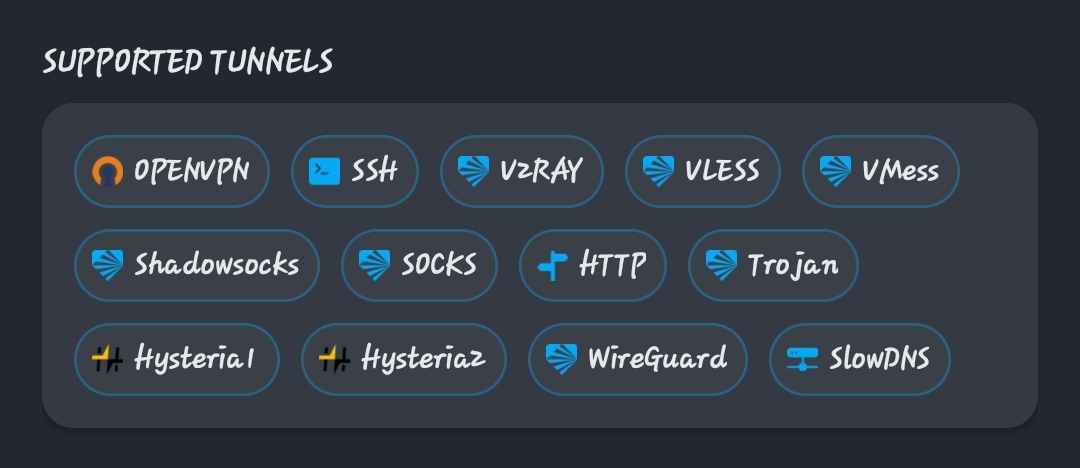 SUPPORTED TUNNELS
OPENVPN SSH V2RAY VLESS VMess
Shadowsocks SOCKS HTTP Trojan
Hysteria1 Hysteria2 WireGuard SlowDNS